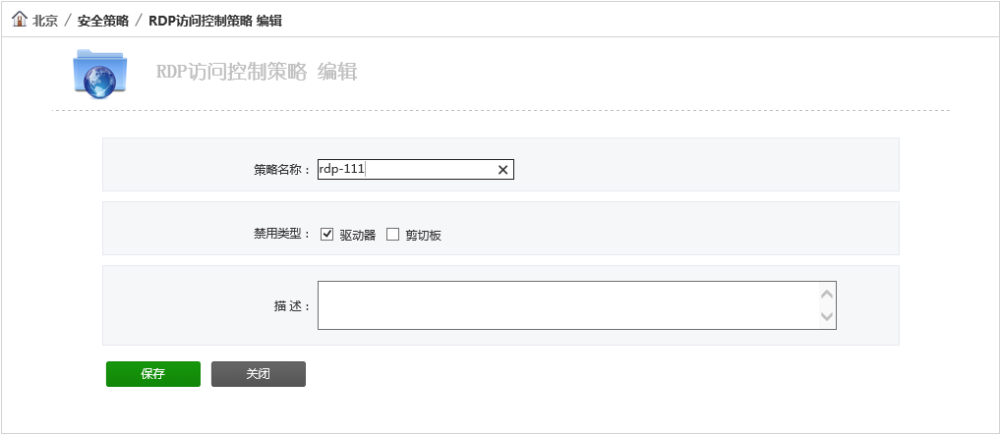 北京 / 安全策略 / RDP访问控制策略 编辑
RDP访问控制策略 编辑
策略名称： rdp-111
禁用类型： 驱动器 剪切板
描 述：
保存 关闭